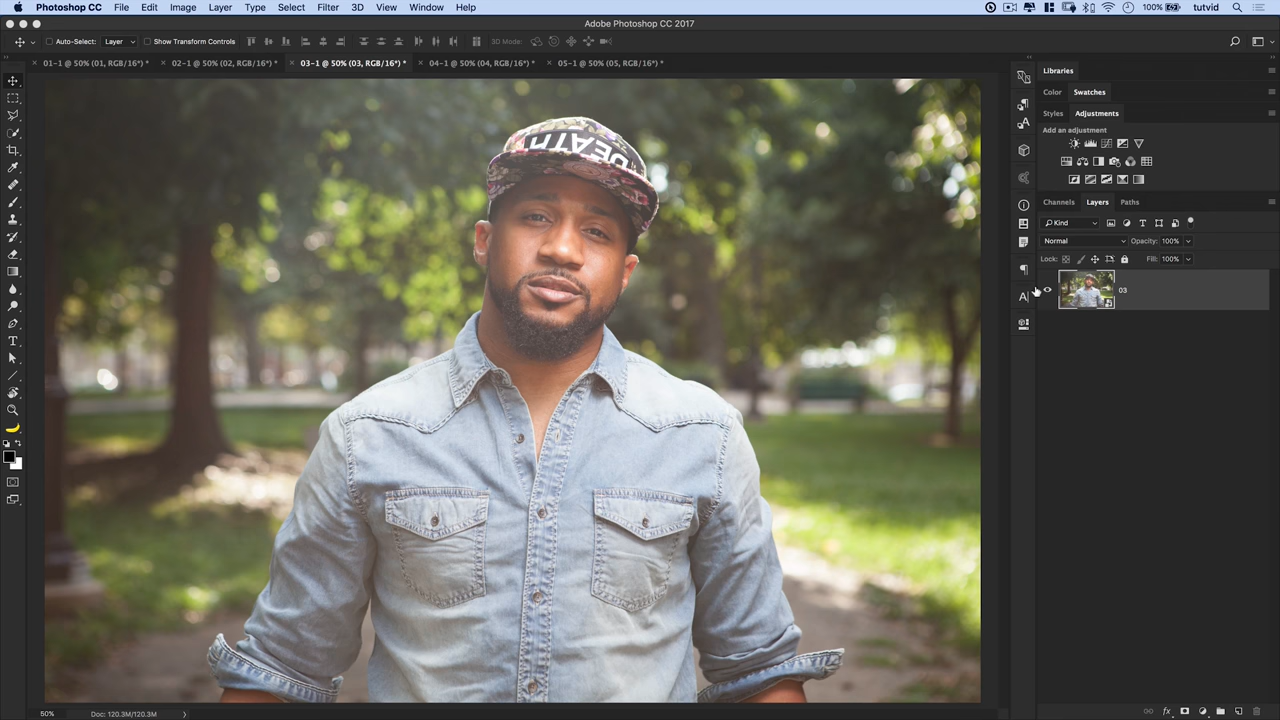 Photoshop CC File Edit Image Layer Type Select Filter 3D View Window Help 100% tutvid
Adobe Photoshop CC 2017
Auto-Select: Layer Show Transform Controls 3D Mode:
03-1 @ 50% (03, RGB/16*) *
01-1 @ 50% (01, RGB/16*) * 02-1 @ 50% (02, RGB/16*) * 04-1 @ 50% (04, RGB/16*) * 05-1 @ 50% (05, RGB/16*) *
Libraries
Color Swatches
Styles Adjustments
Add an adjustment
Channels Layers Paths
Kind
Normal Opacity: 100%
Lock: Fill: 100%
03
DEATH
50% Doc: 120.3M/120.3M